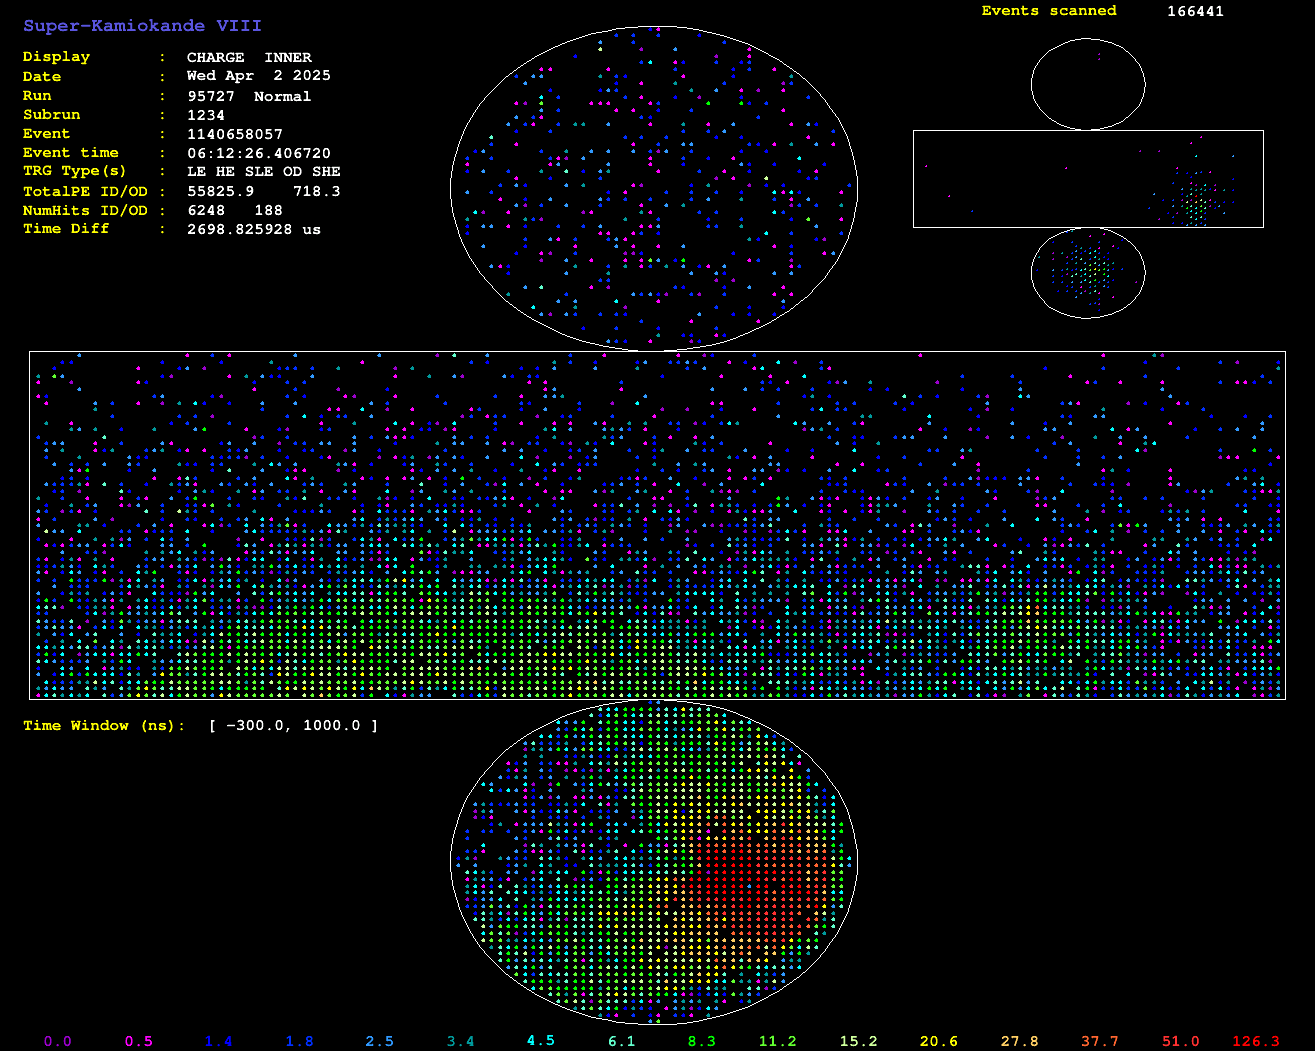 Super-Kamiokande VIII
Display : CHARGE INNER
Date : Wed Apr 2 2025
Run : 95727 Normal
Subrun : 1234
Event : 1140658057
Event time : 06:12:26.406720
TRG Type(s) : LE HE SLE OD SHE
TotalPE ID/OD : 55825.9 718.3
NumHits ID/OD : 6248 188
Time Diff : 2698.825928 us
Events scanned 166441
Time Window (ns): [ -300.0, 1000.0 ]
0.0 0.5 1.4 1.8 2.5 3.4 4.5 6.1 8.3 11.2 15.2 20.6 27.8 37.7 51.0 126.3